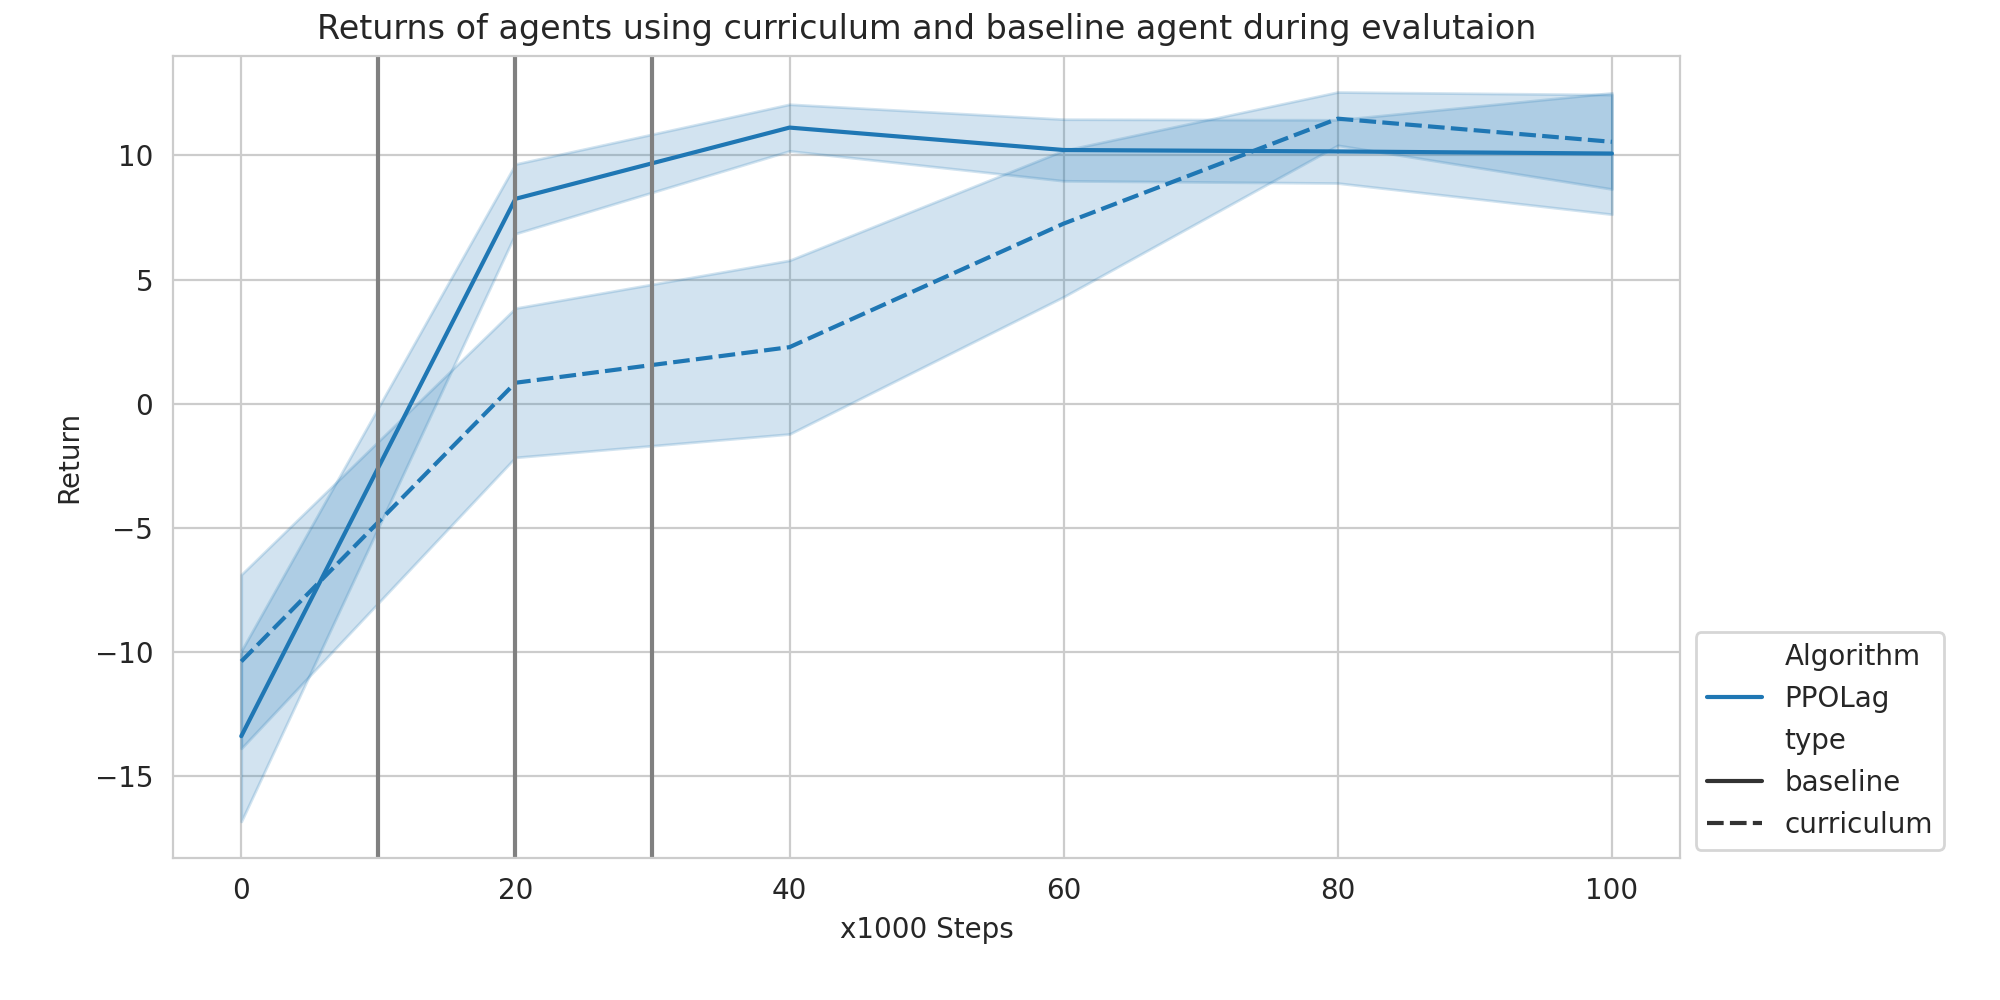 Returns of agents using curriculum and baseline agent during evalutaion
Return
10
5
0
−5
−10
−15
0 20 40 60 80 100
x1000 Steps
Algorithm
PPOLag
type
baseline
curriculum